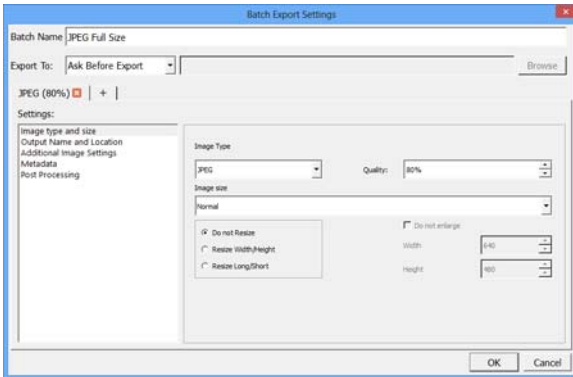 Batch Export Settings
Batch Name JPEG Full Size
Export To: Ask Before Export Browse
JPEG (80%) +
Settings:
Image type and size
Output Name and Location
Additional Image Settings
Metadata
Post Processing
Image Type
JPEG Quality: 80%
Image size
Normal
Do not Resize
Resize Width/Height
Resize Long/Short
Do not enlarge
Width 640
Height 480
OK Cancel